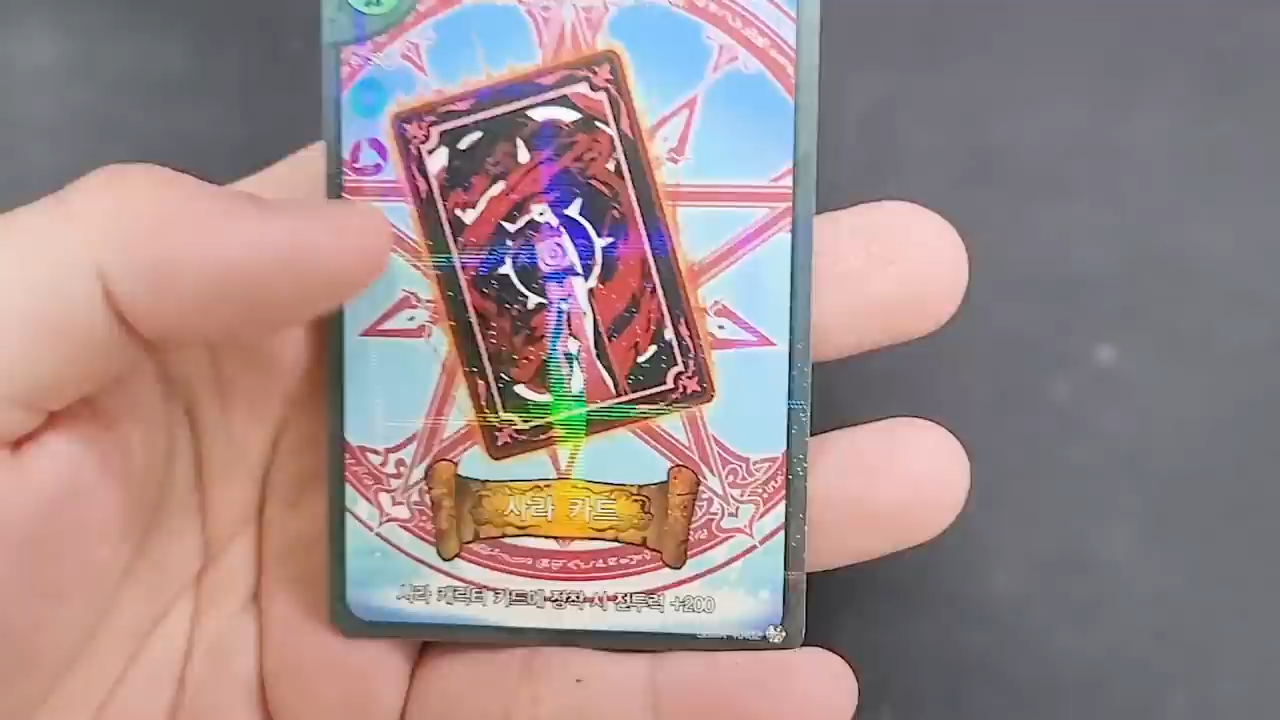 사라 카드
사라 캐릭터 카드에 장착 시 전투력 +200